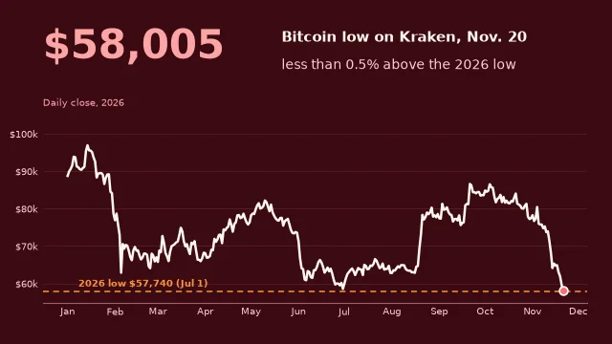 $58,005
Bitcoin low on Kraken, Nov. 20
less than 0.5% above the 2026 low
Daily close, 2026
$100k
$90k
$80k
$70k
$60k
2026 low $57,740 (Jul 1)
Jan Feb Mar Apr May Jun Jul Aug Sep Oct Nov Dec